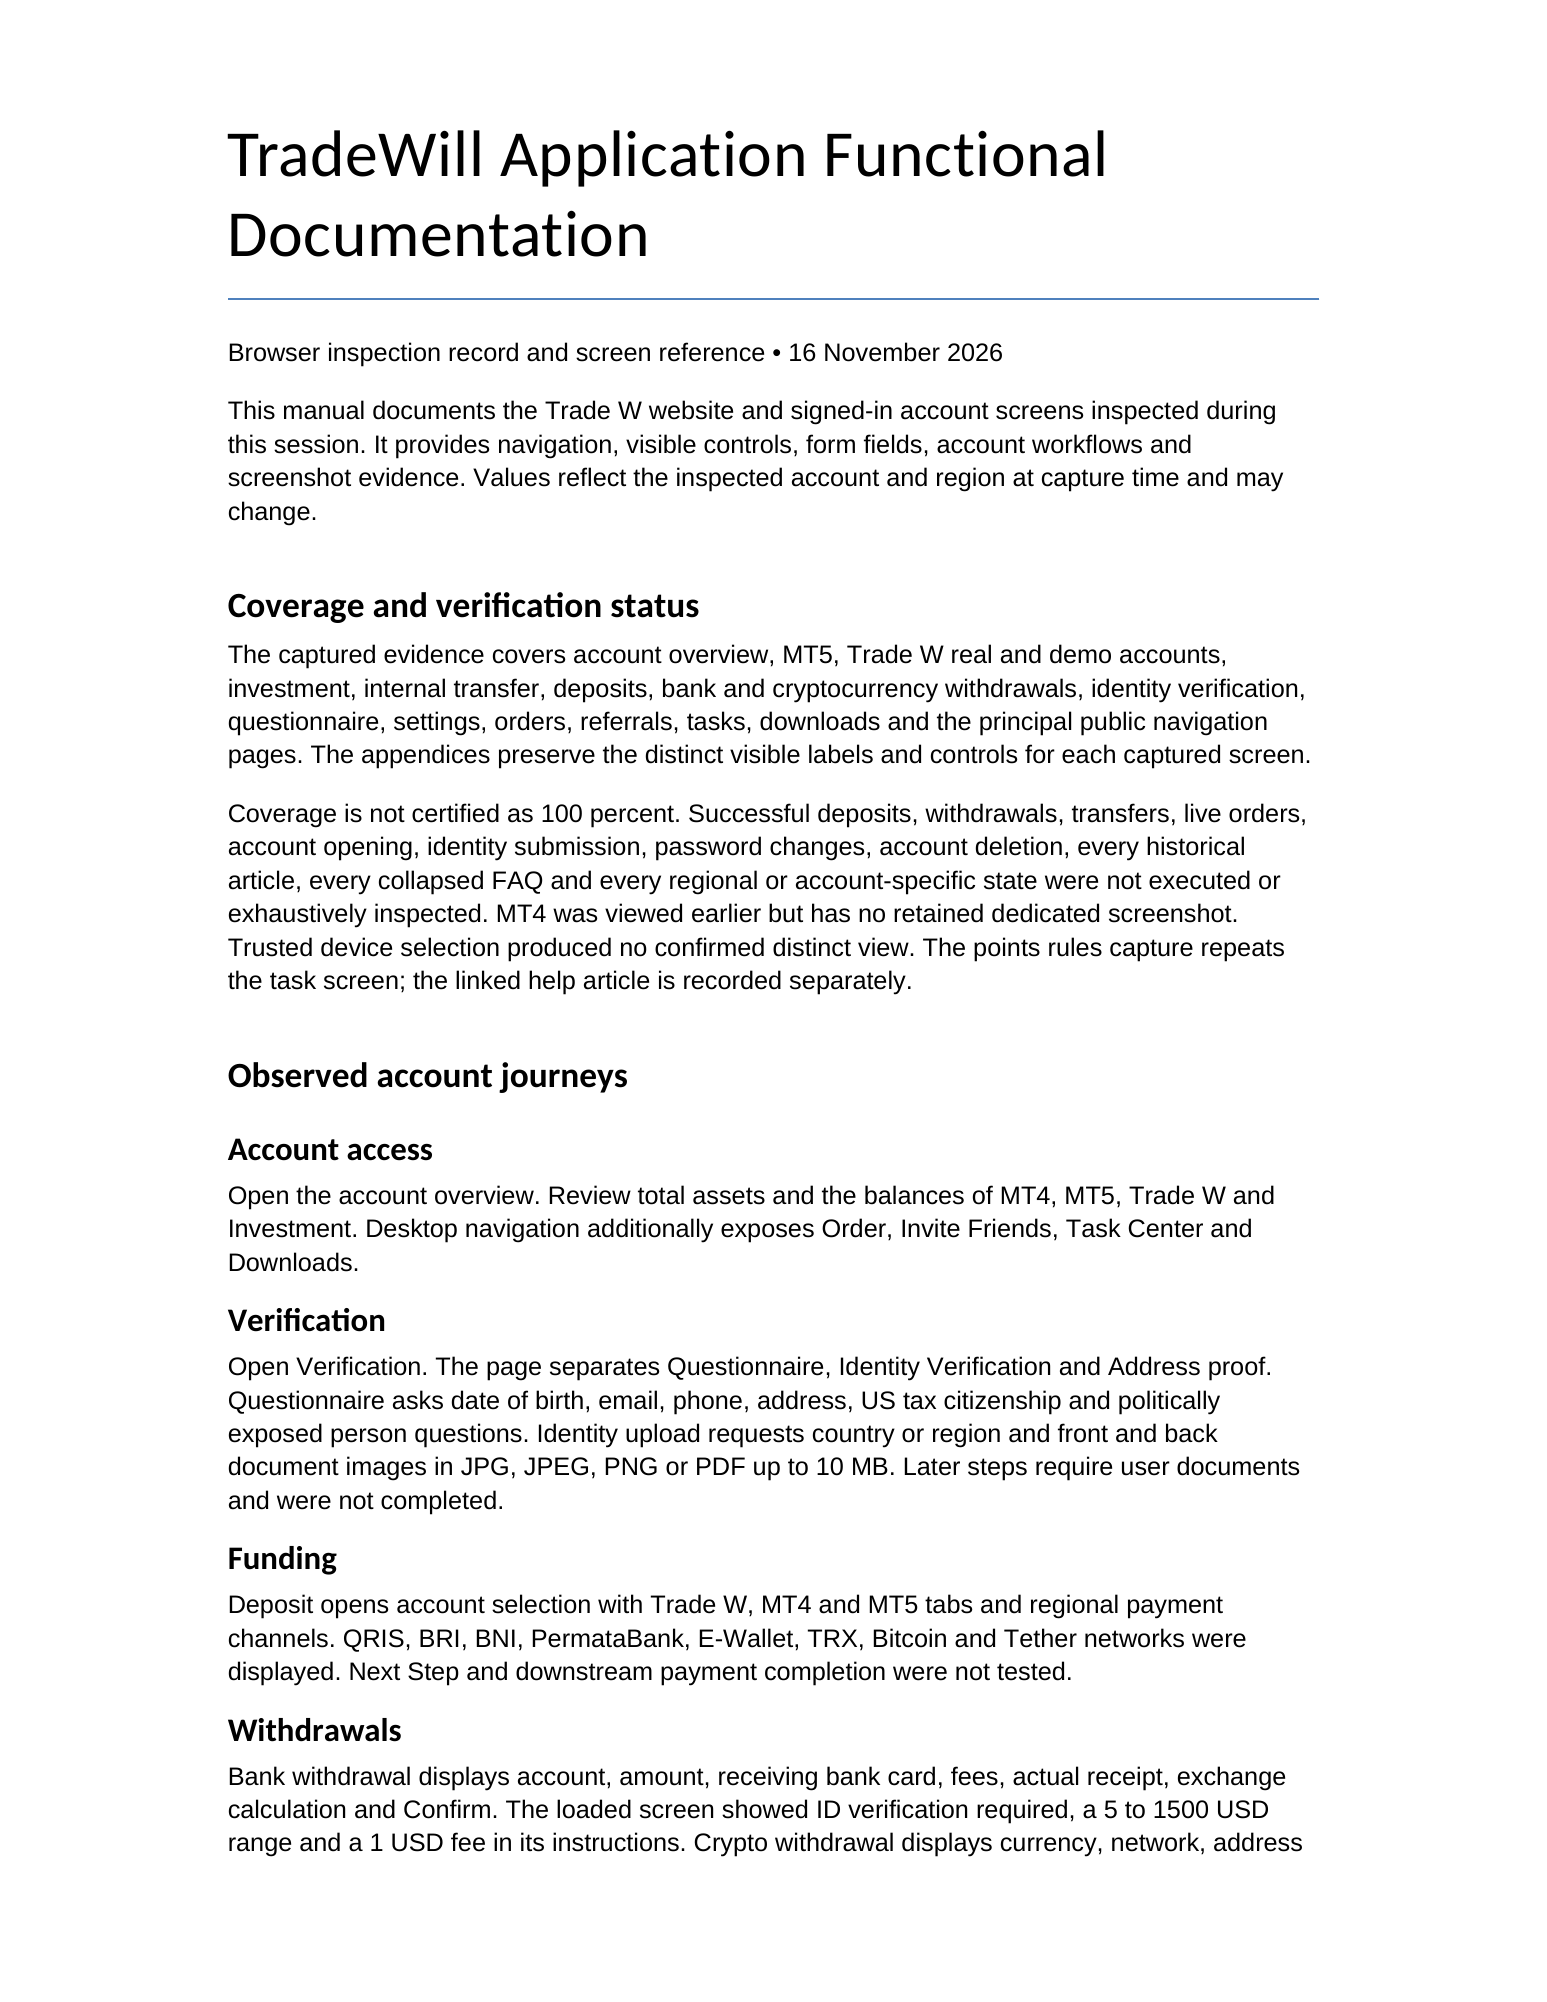 TradeWill Application Functional
Documentation
Browser inspection record and screen reference • 16 November 2026
This manual documents the Trade W website and signed-in account screens inspected during
this session. It provides navigation, visible controls, form fields, account workflows and
screenshot evidence. Values reflect the inspected account and region at capture time and may
change.
Coverage and verification status
The captured evidence covers account overview, MT5, Trade W real and demo accounts,
investment, internal transfer, deposits, bank and cryptocurrency withdrawals, identity verification,
questionnaire, settings, orders, referrals, tasks, downloads and the principal public navigation
pages. The appendices preserve the distinct visible labels and controls for each captured screen.
Coverage is not certified as 100 percent. Successful deposits, withdrawals, transfers, live orders,
account opening, identity submission, password changes, account deletion, every historical
article, every collapsed FAQ and every regional or account-specific state were not executed or
exhaustively inspected. MT4 was viewed earlier but has no retained dedicated screenshot.
Trusted device selection produced no confirmed distinct view. The points rules capture repeats
the task screen; the linked help article is recorded separately.
Observed account journeys
Account access
Open the account overview. Review total assets and the balances of MT4, MT5, Trade W and
Investment. Desktop navigation additionally exposes Order, Invite Friends, Task Center and
Downloads.
Verification
Open Verification. The page separates Questionnaire, Identity Verification and Address proof.
Questionnaire asks date of birth, email, phone, address, US tax citizenship and politically
exposed person questions. Identity upload requests country or region and front and back
document images in JPG, JPEG, PNG or PDF up to 10 MB. Later steps require user documents
and were not completed.
Funding
Deposit opens account selection with Trade W, MT4 and MT5 tabs and regional payment
channels. QRIS, BRI, BNI, PermataBank, E-Wallet, TRX, Bitcoin and Tether networks were
displayed. Next Step and downstream payment completion were not tested.
Withdrawals
Bank withdrawal displays account, amount, receiving bank card, fees, actual receipt, exchange
calculation and Confirm. The loaded screen showed ID verification required, a 5 to 1500 USD
range and a 1 USD fee in its instructions. Crypto withdrawal displays currency, network, address